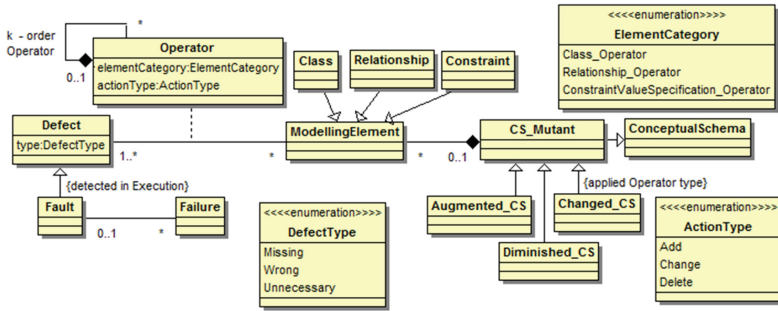 k - order
Operator
*
0..1
Operator
elementCategory:ElementCategory
actionType:ActionType
Class
Relationship
Constraint
<<<<enumeration>>>>
ElementCategory
Class_Operator
Relationship_Operator
ConstraintValueSpecification_Operator
Defect
type:DefectType
1..*
*
ModellingElement
*
0..1
CS_Mutant
ConceptualSchema
{detected in Execution}
Fault
0..1
*
Failure
<<<<enumeration>>>>
DefectType
Missing
Wrong
Unnecessary
Augmented_CS
Diminished_CS
{applied Operator type}
Changed_CS
<<<<enumeration>>>>
ActionType
Add
Change
Delete